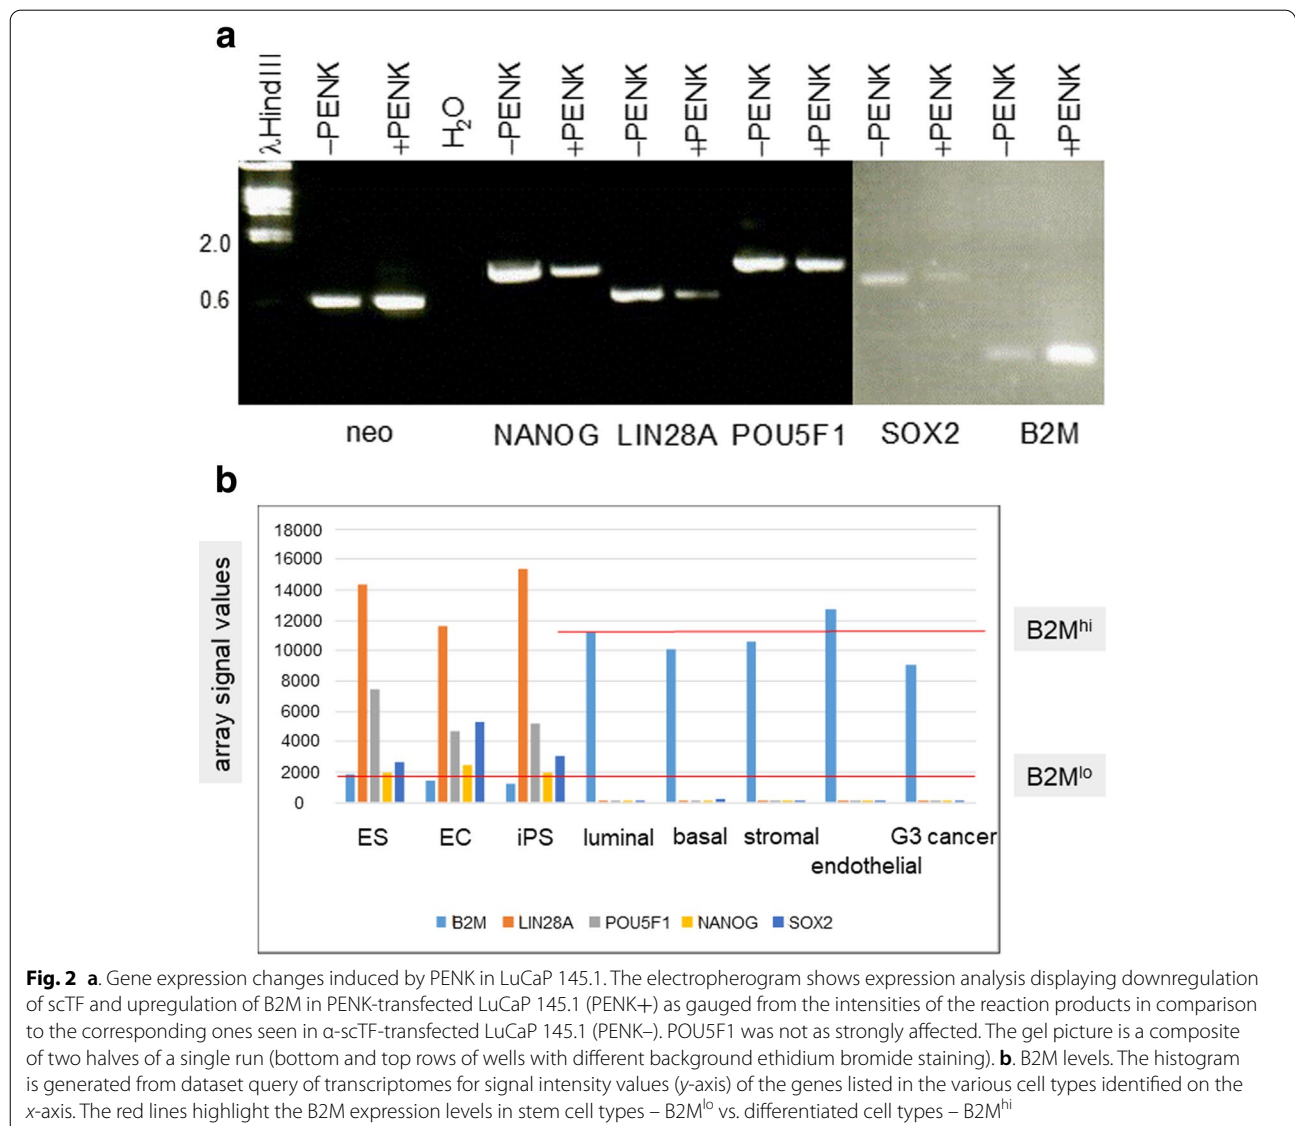 a
λHindIII
–PENK
+PENK
H₂O
–PENK
+PENK
–PENK
+PENK
–PENK
+PENK
–PENK
+PENK
–PENK
+PENK
2.0
0.6
neo
NANOG
LIN28A
POU5F1
SOX2
B2M
b
array signal values
18000
16000
14000
12000
10000
8000
6000
4000
2000
0
B2Mʰⁱ
B2Mˡᵒ
ES
EC
iPS
luminal
basal
stromal
endothelial
G3 cancer
B2M
LIN28A
POU5F1
NANOG
SOX2
Fig. 2 a. Gene expression changes induced by PENK in LuCaP 145.1. The electropherogram shows expression analysis displaying downregulation
of scTF and upregulation of B2M in PENK-transfected LuCaP 145.1 (PENK+) as gauged from the intensities of the reaction products in comparison
to the corresponding ones seen in α-scTF-transfected LuCaP 145.1 (PENK–). POU5F1 was not as strongly affected. The gel picture is a composite
of two halves of a single run (bottom and top rows of wells with different background ethidium bromide staining). b. B2M levels. The histogram
is generated from dataset query of transcriptomes for signal intensity values (y-axis) of the genes listed in the various cell types identified on the
x-axis. The red lines highlight the B2M expression levels in stem cell types – B2Mˡᵒ vs. differentiated cell types – B2Mʰⁱ